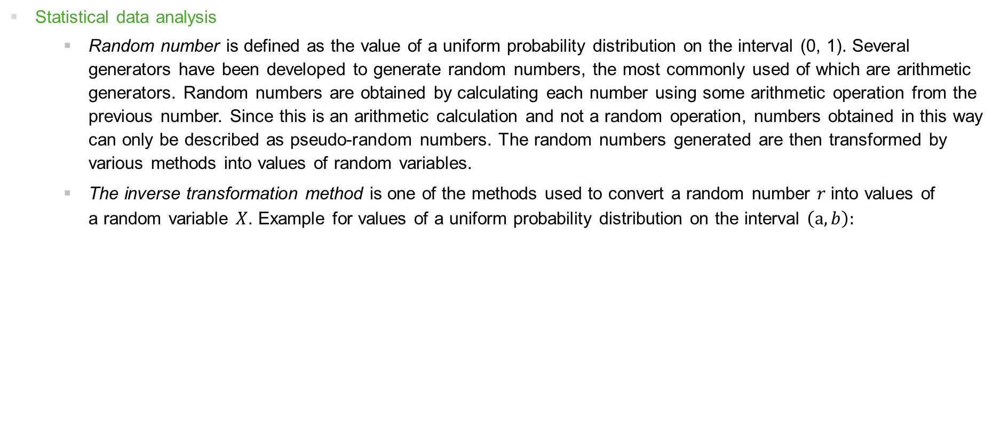 Statistical data analysis
Random number is defined as the value of a uniform probability distribution on the interval (0, 1). Several
generators have been developed to generate random numbers, the most commonly used of which are arithmetic
generators. Random numbers are obtained by calculating each number using some arithmetic operation from the
previous number. Since this is an arithmetic calculation and not a random operation, numbers obtained in this way
can only be described as pseudo-random numbers. The random numbers generated are then transformed by
various methods into values of random variables.
The inverse transformation method is one of the methods used to convert a random number r into values of
a random variable X. Example for values of a uniform probability distribution on the interval (a, b):